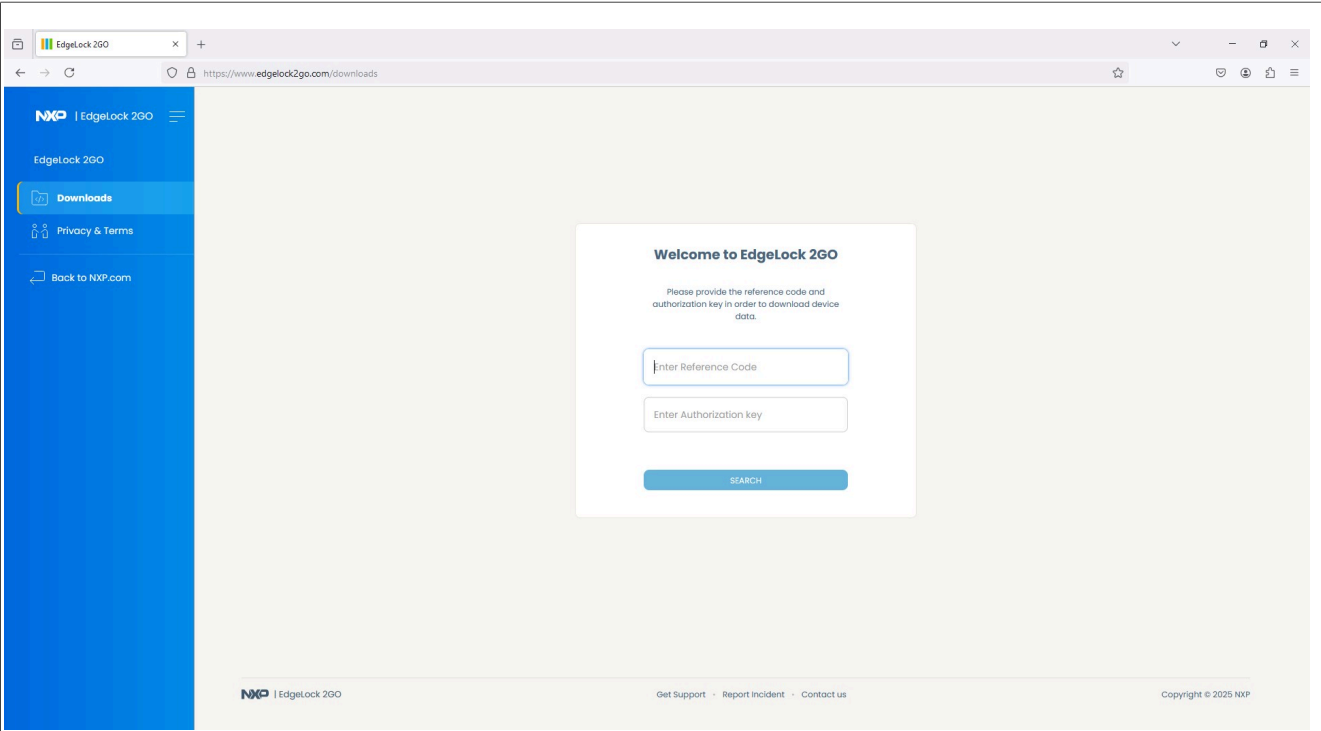 EdgeLock 2GO
https://www.edgelock2go.com/downloads
NXP | EdgeLock 2GO
EdgeLock 2GO
Downloads
Privacy & Terms
Back to NXP.com
Welcome to EdgeLock 2GO
Please provide the reference code and
authorization key in order to download device
data.
Enter Reference Code
Enter Authorization key
SEARCH
NXP | EdgeLock 2GO
Get Support - Report Incident - Contact us
Copyright © 2025 NXP